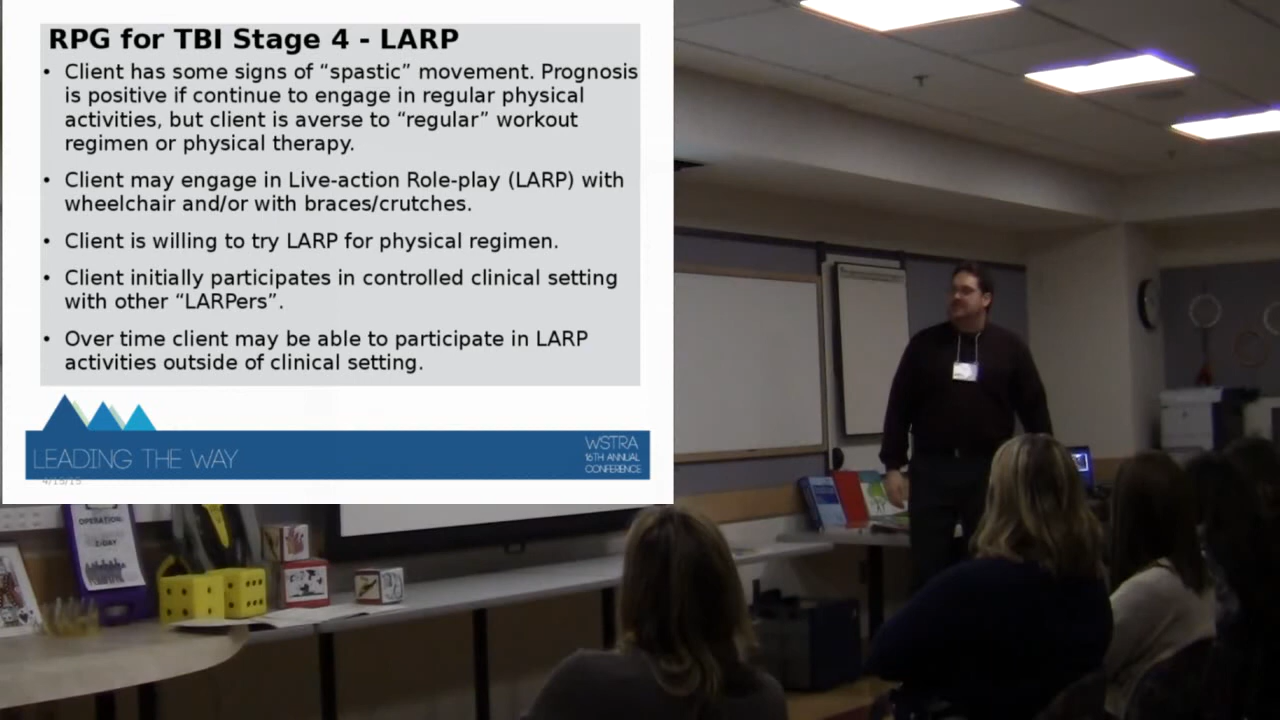 RPG for TBI Stage 4 - LARP
• Client has some signs of “spastic” movement. Prognosis
is positive if continue to engage in regular physical
activities, but client is averse to “regular” workout
regimen or physical therapy.
• Client may engage in Live-action Role-play (LARP) with
wheelchair and/or with braces/crutches.
• Client is willing to try LARP for physical regimen.
• Client initially participates in controlled clinical setting
with other “LARPers”.
• Over time client may be able to participate in LARP
activities outside of clinical setting.
LEADING THE WAY
WSTRA
16TH ANNUAL
CONFERENCE
4/15/15
OPERATION: